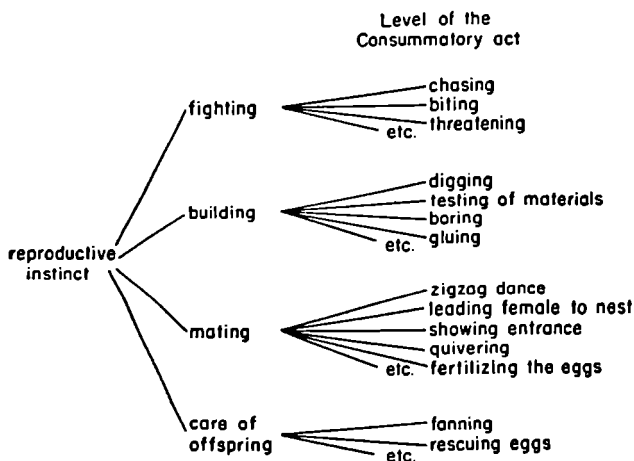 Level of the
Consummatory act
fighting
chasing
biting
threatening
etc.
building
digging
testing of materials
boring
gluing
etc.
reproductive
instinct
mating
zigzag dance
leading female to nest
showing entrance
quivering
fertilizing the eggs
etc.
care of
offspring
fanning
rescuing eggs
etc.